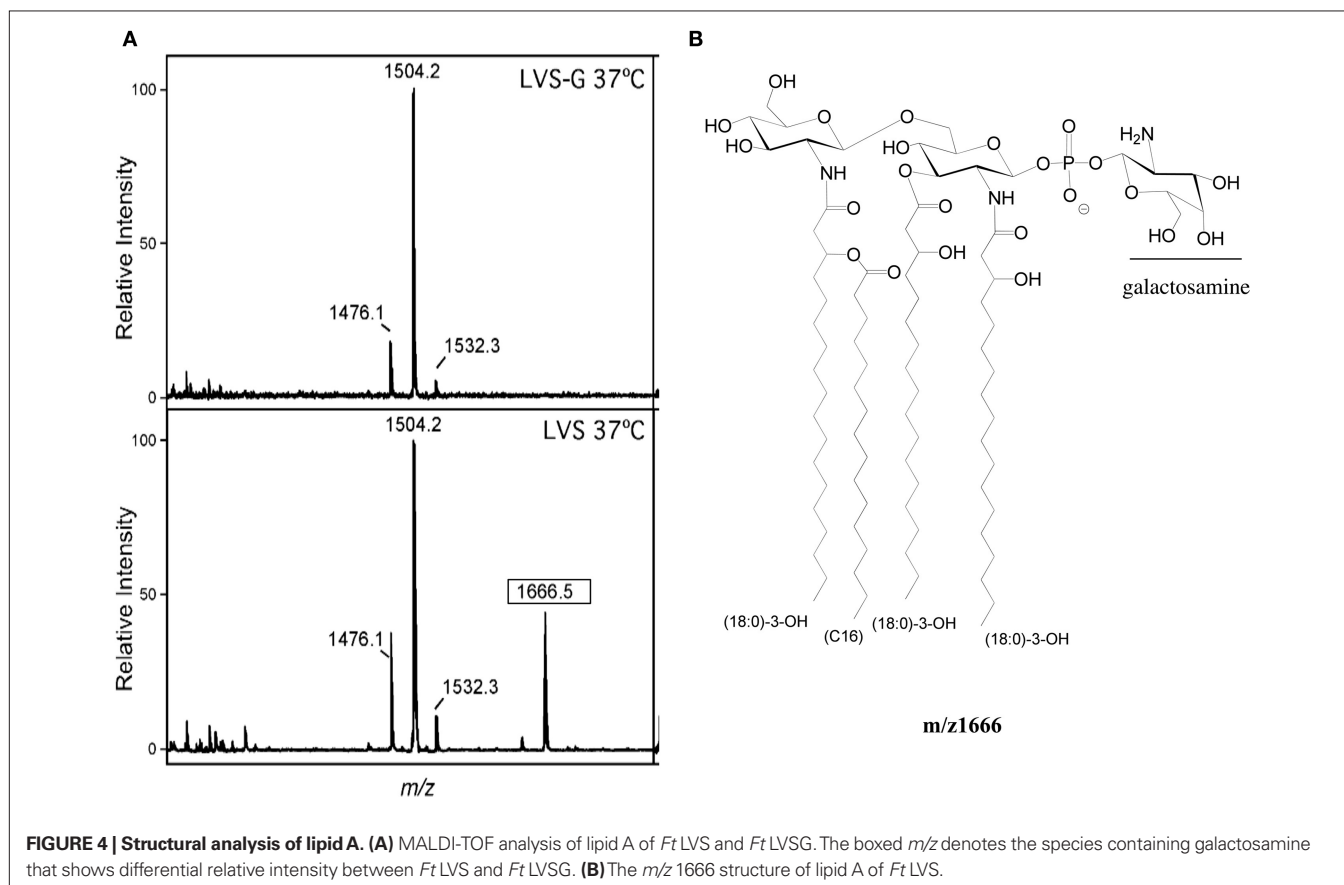 A
LVS-G 37ºC
1504.2
100
1476.1
1532.3
50
0
Relative Intensity
LVS 37ºC
1504.2
100
1666.5
50
1476.1
1532.3
0
Relative Intensity
m/z
B
OH
HO
O
O
O
HO
HO
O
NH
O
O
O
NH
O
OH
O
O
O
OH
O
P
O
O
⊖
H₂N
O
OH
HO
OH
galactosamine
(18:0)-3-OH
(C16)
(18:0)-3-OH
(18:0)-3-OH
m/z1666
FIGURE 4 | Structural analysis of lipid A. (A) MALDI-TOF analysis of lipid A of Ft LVS and Ft LVSG. The boxed m/z denotes the species containing galactosamine
that shows differential relative intensity between Ft LVS and Ft LVSG. (B) The m/z 1666 structure of lipid A of Ft LVS.